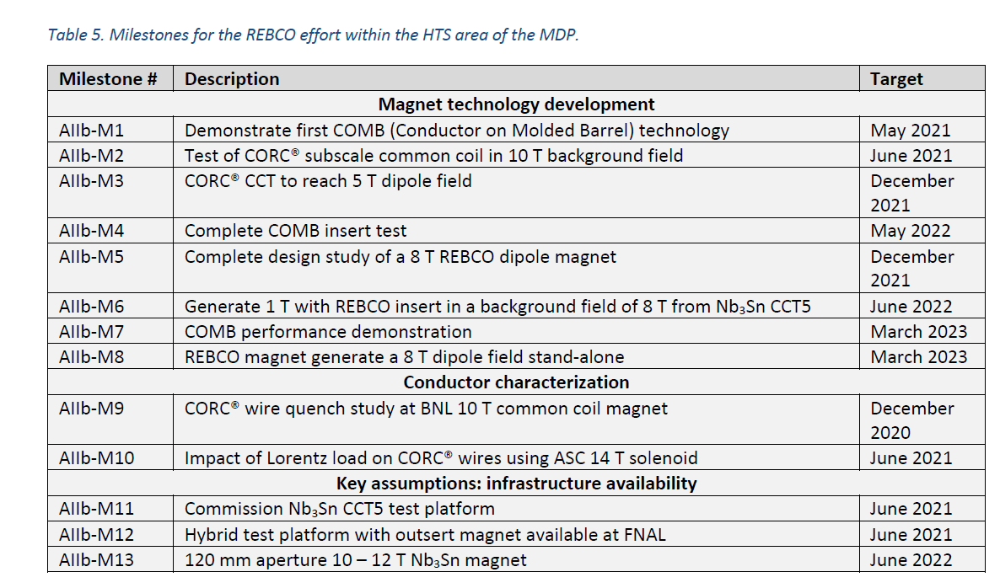 Table 5. Milestones for the REBCO effort within the HTS area of the MDP.
Milestone # Description Target
Magnet technology development
AIIb-M1 Demonstrate first COMB (Conductor on Molded Barrel) technology May 2021
AIIb-M2 Test of CORC® subscale common coil in 10 T background field June 2021
AIIb-M3 CORC® CCT to reach 5 T dipole field December
2021
AIIb-M4 Complete COMB insert test May 2022
AIIb-M5 Complete design study of a 8 T REBCO dipole magnet December
2021
AIIb-M6 Generate 1 T with REBCO insert in a background field of 8 T from Nb₃Sn CCT5 June 2022
AIIb-M7 COMB performance demonstration March 2023
AIIb-M8 REBCO magnet generate a 8 T dipole field stand-alone March 2023
Conductor characterization
AIIb-M9 CORC® wire quench study at BNL 10 T common coil magnet December
2020
AIIb-M10 Impact of Lorentz load on CORC® wires using ASC 14 T solenoid June 2021
Key assumptions: infrastructure availability
AIIb-M11 Commission Nb₃Sn CCT5 test platform June 2021
AIIb-M12 Hybrid test platform with outsert magnet available at FNAL June 2021
AIIb-M13 120 mm aperture 10 – 12 T Nb₃Sn magnet June 2022